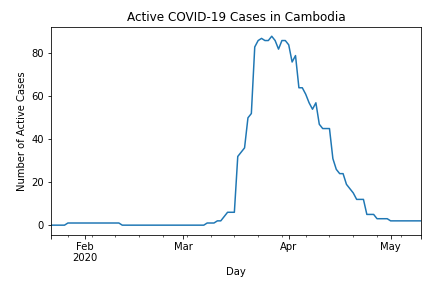 Active COVID-19 Cases in Cambodia
Number of Active Cases
80
60
40
20
0
Feb
2020
Mar
Apr
May
Day